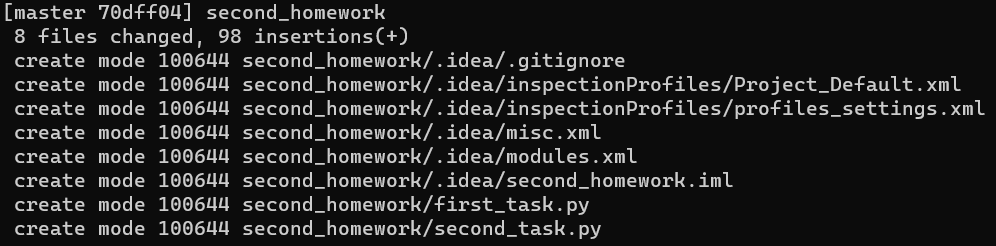 [master 70dff04] second_homework
 8 files changed, 98 insertions(+)
 create mode 100644 second_homework/.idea/.gitignore
 create mode 100644 second_homework/.idea/inspectionProfiles/Project_Default.xml
 create mode 100644 second_homework/.idea/inspectionProfiles/profiles_settings.xml
 create mode 100644 second_homework/.idea/misc.xml
 create mode 100644 second_homework/.idea/modules.xml
 create mode 100644 second_homework/.idea/second_homework.iml
 create mode 100644 second_homework/first_task.py
 create mode 100644 second_homework/second_task.py